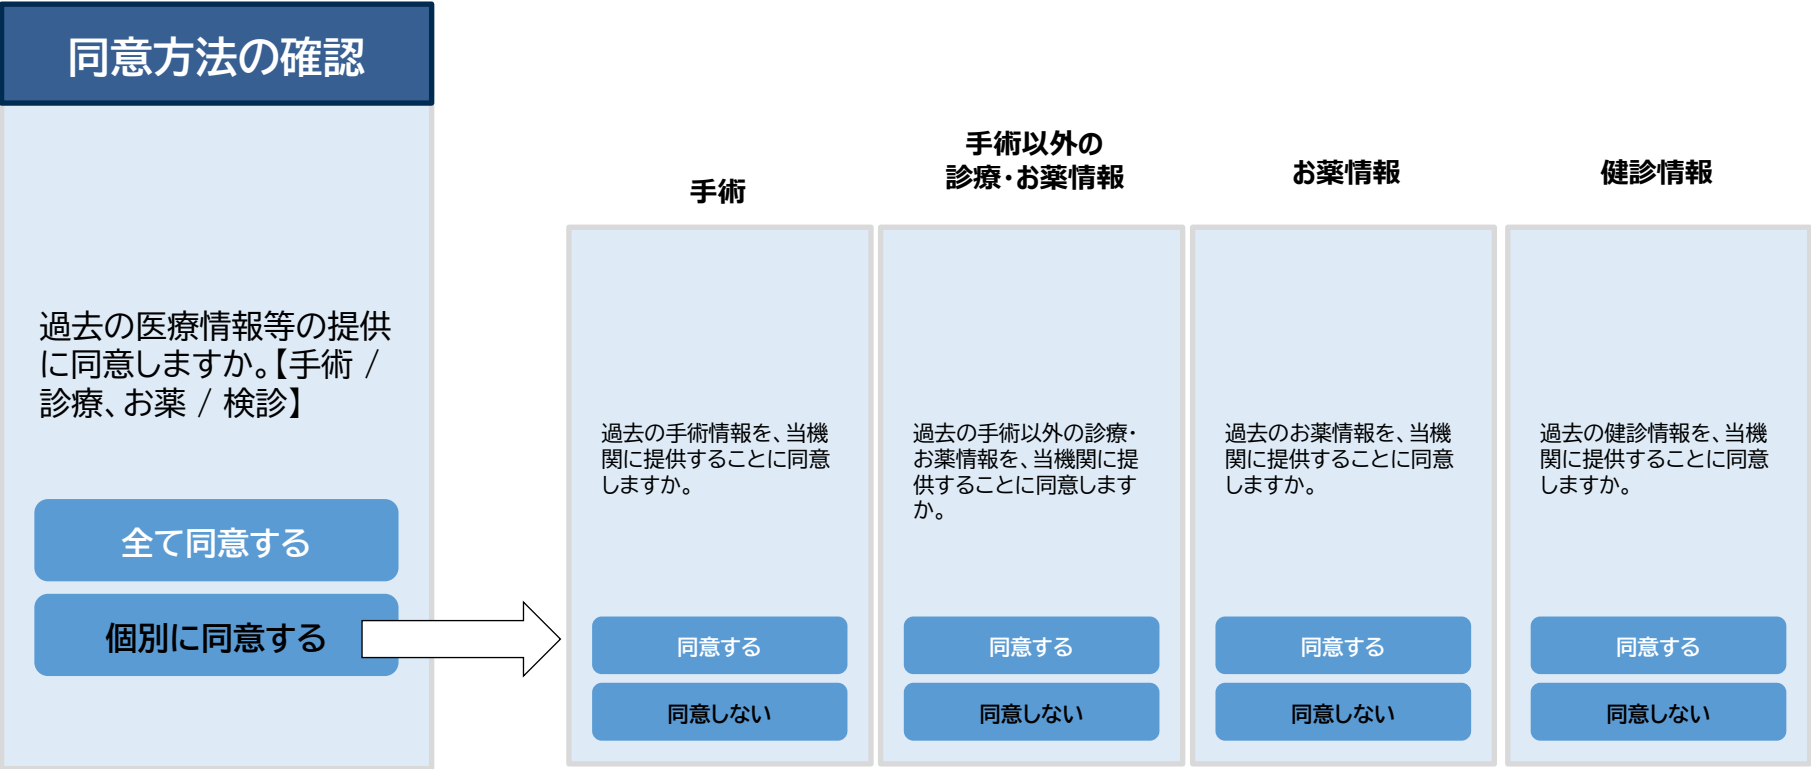 同意方法の確認
過去の医療情報等の提供
に同意しますか。【手術 /
診療、お薬 / 検診】
全て同意する
個別に同意する
手術
過去の手術情報を、当機
関に提供することに同意
しますか。
同意する
同意しない
手術以外の
診療・お薬情報
過去の手術以外の診療・
お薬情報を、当機関に提
供することに同意します
か。
同意する
同意しない
お薬情報
過去のお薬情報を、当機
関に提供することに同意
しますか。
同意する
同意しない
健診情報
過去の健診情報を、当機
関に提供することに同意
しますか。
同意する
同意しない